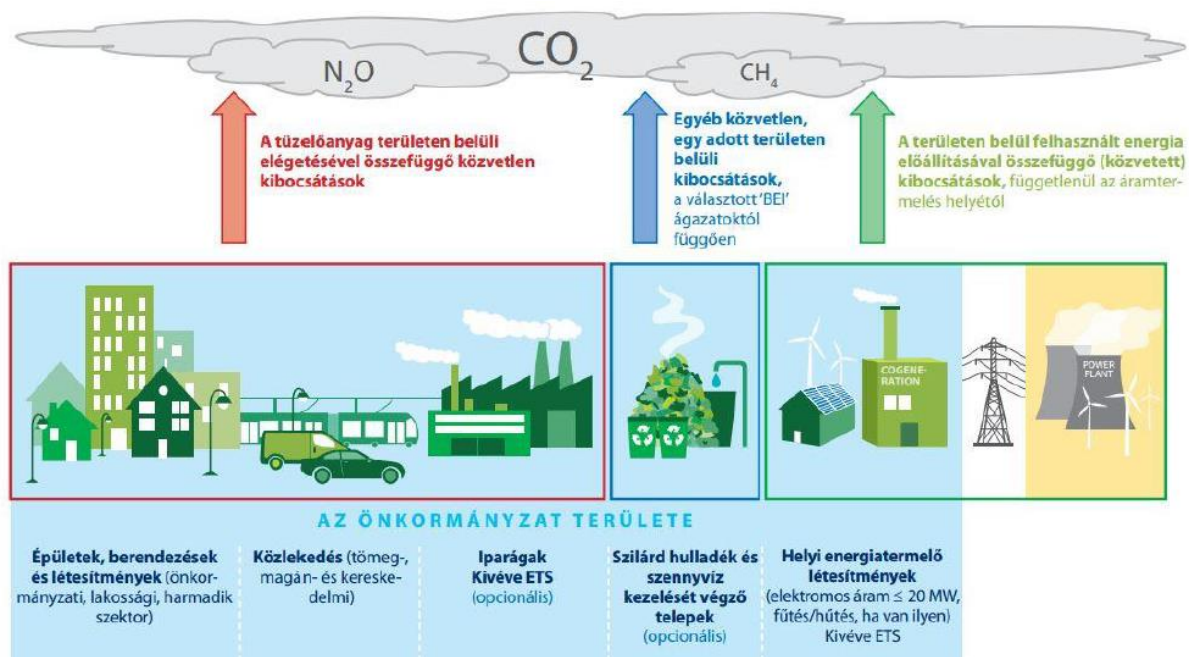 CO₂
N₂O
CH₄
A tüzelőanyag területen belüli
elégetésével összefüggő közvetlen
kibocsátások
Egyéb közvetlen,
egy adott területen
belüli
kibocsátások,
a választott 'BEI'
ágazatoktól
függően
A területen belül felhasznált energia
előállításával összefüggő (közvetett)
kibocsátások, függetlenül az áramter-
melés helyétől
COGENE-
RATION
POWER
PLANT
AZ ÖNKORMÁNYZAT TERÜLETE
Épületek, berendezések
és létesítmények (önkor-
mányzati, lakossági, harmadik
szektor)
Közlekedés (tömeg-,
magán- és kereske-
delmi)
Iparágak
Kivéve ETS
(opcionális)
Szilárd hulladék és
szennyvíz
kezelését végző
telepek
(opcionális)
Helyi energiatermelő
létesítmények
(elektromos áram ≤ 20 MW,
fűtés/hűtés, ha van ilyen)
Kivéve ETS